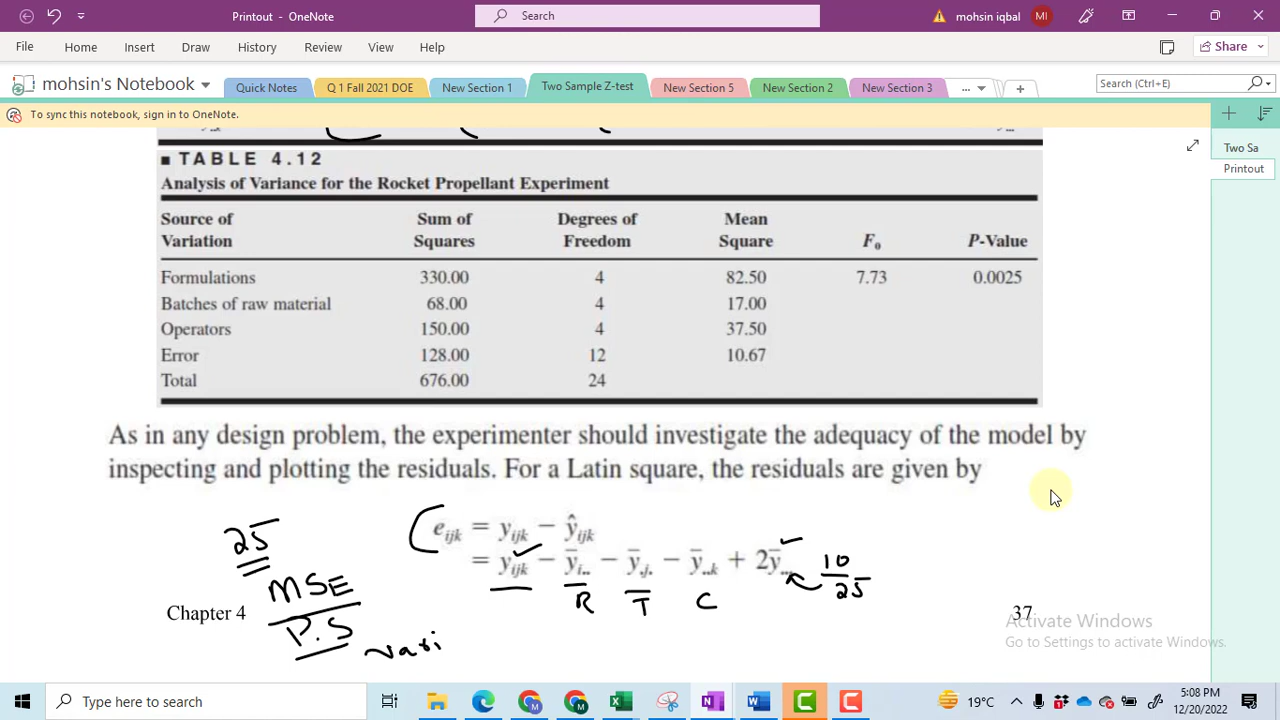 Printout - OneNote
Search
mohsin iqbal
MI
File
Home
Insert
Draw
History
Review
View
Help
Share
mohsin's Notebook
Quick Notes
Q 1 Fall 2021 DOE
New Section 1
Two Sample Z-test
New Section 5
New Section 2
New Section 3
...
Search (Ctrl+E)
To sync this notebook, sign in to OneNote.
Two Sa
Printout
■ TABLE 4.12
Analysis of Variance for the Rocket Propellant Experiment
Source of Variation Sum of Squares Degrees of Freedom Mean Square F₀ P-Value
Formulations 330.00 4 82.50 7.73 0.0025
Batches of raw material 68.00 4 17.00
Operators 150.00 4 37.50
Error 128.00 12 10.67
Total 676.00 24
As in any design problem, the experimenter should investigate the adequacy of the model by
inspecting and plotting the residuals. For a Latin square, the residuals are given by
25
eᵢⱼₖ = yᵢⱼₖ − ŷᵢⱼₖ
= yᵢⱼₖ − ȳᵢ.. − ȳ.ⱼ. − ȳ..ₖ + 2ȳ...
10
25
R T C
MSE
P.S
vari
Chapter 4
37
Activate Windows
Go to Settings to activate Windows.
Type here to search
19°C
5:08 PM
12/20/2022